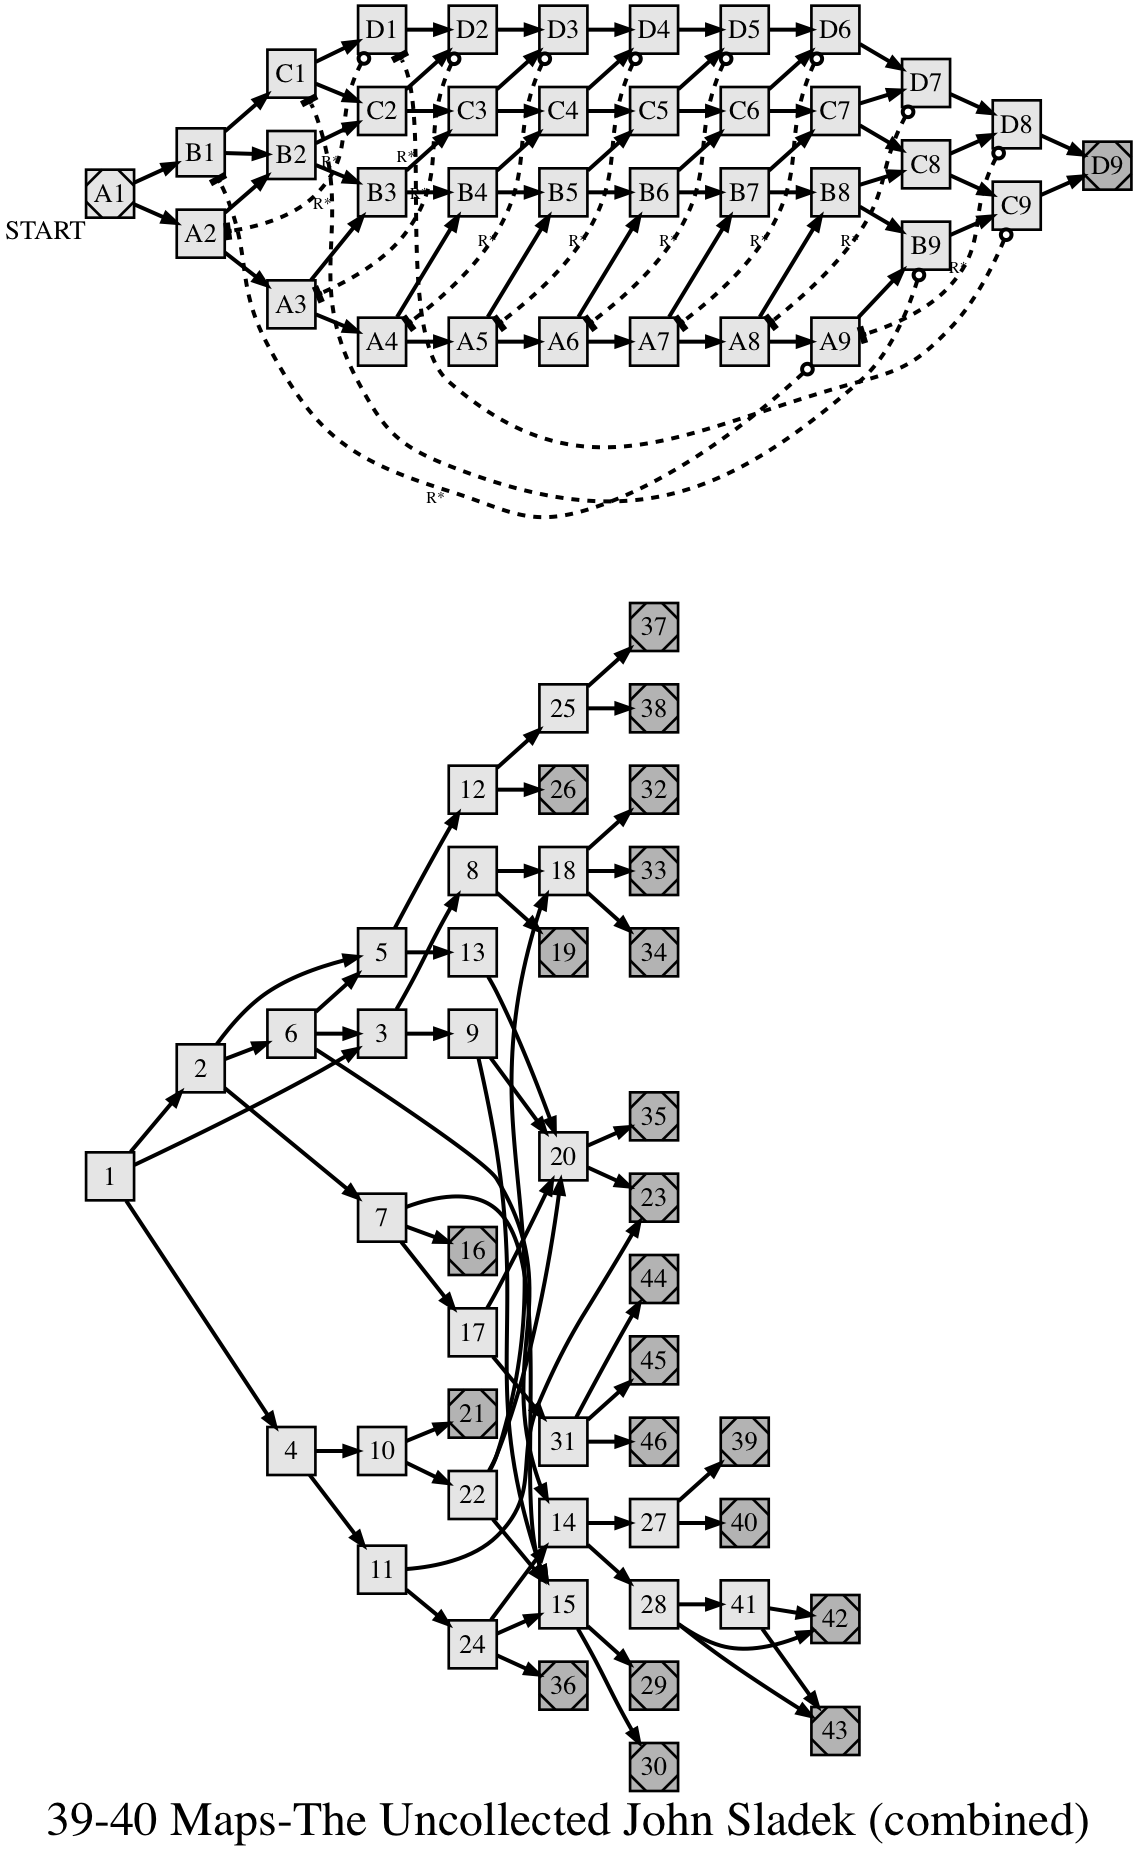 D1 D2 D3 D4 D5 D6
C1
D7
C2 C3 C4 C5 C6 C7
D8
B1 B2
R* R*
C8
D9
A1
B3 B4 B5 B6 B7 B8
R*
R*
C9
START
A2
R* R* R* R* R*
B9
R*
A3
A4 A5 A6 A7 A8 A9
R*
37
25 38
12 26 32
8 18 33
5 13 19 34
6 3 9
2
35
20
1
23
7
16
44
17
45
21
31 46 39
4 10
22
14 27 40
11
15 28 41
42
24
36 29
43
30
39-40 Maps-The Uncollected John Sladek (combined)